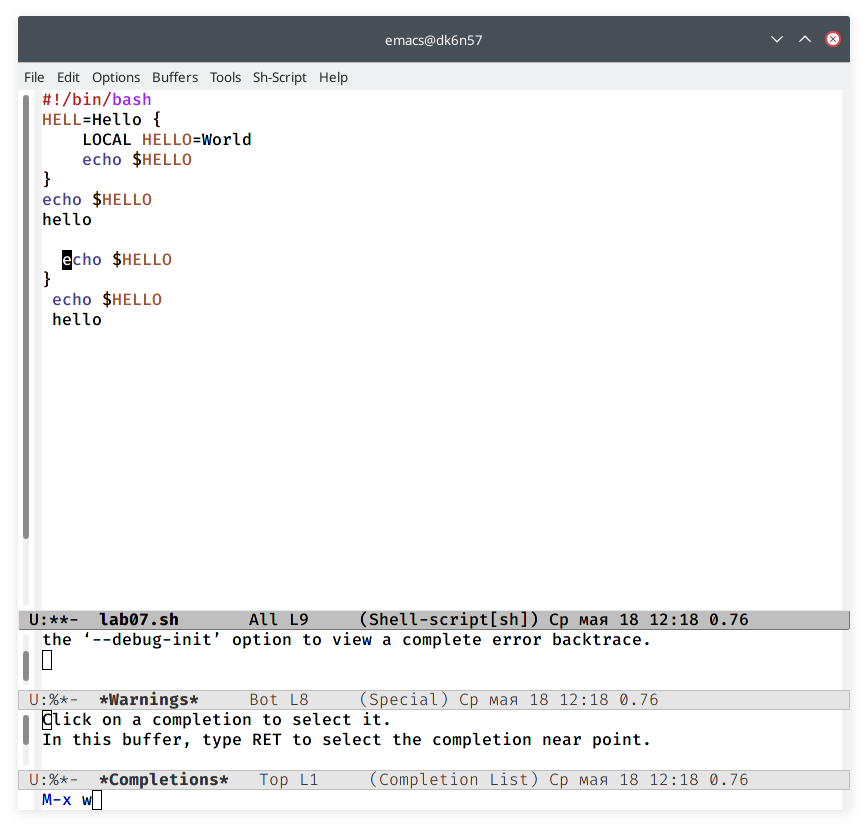 emacs@dk6n57
File Edit Options Buffers Tools Sh-Script Help
#!/bin/bash
HELL=Hello {
    LOCAL HELLO=World
    echo $HELLO
}
echo $HELLO
hello

  echo $HELLO
}
 echo $HELLO
 hello
U:**-  lab07.sh       All L9     (Shell-script[sh]) Ср мая 18 12:18 0.76
the ‘--debug-init’ option to view a complete error backtrace.
U:%*-  *Warnings*     Bot L8     (Special) Ср мая 18 12:18 0.76
Click on a completion to select it.
In this buffer, type RET to select the completion near point.
U:%*-  *Completions*   Top L1     (Completion List) Ср мая 18 12:18 0.76
M-x w